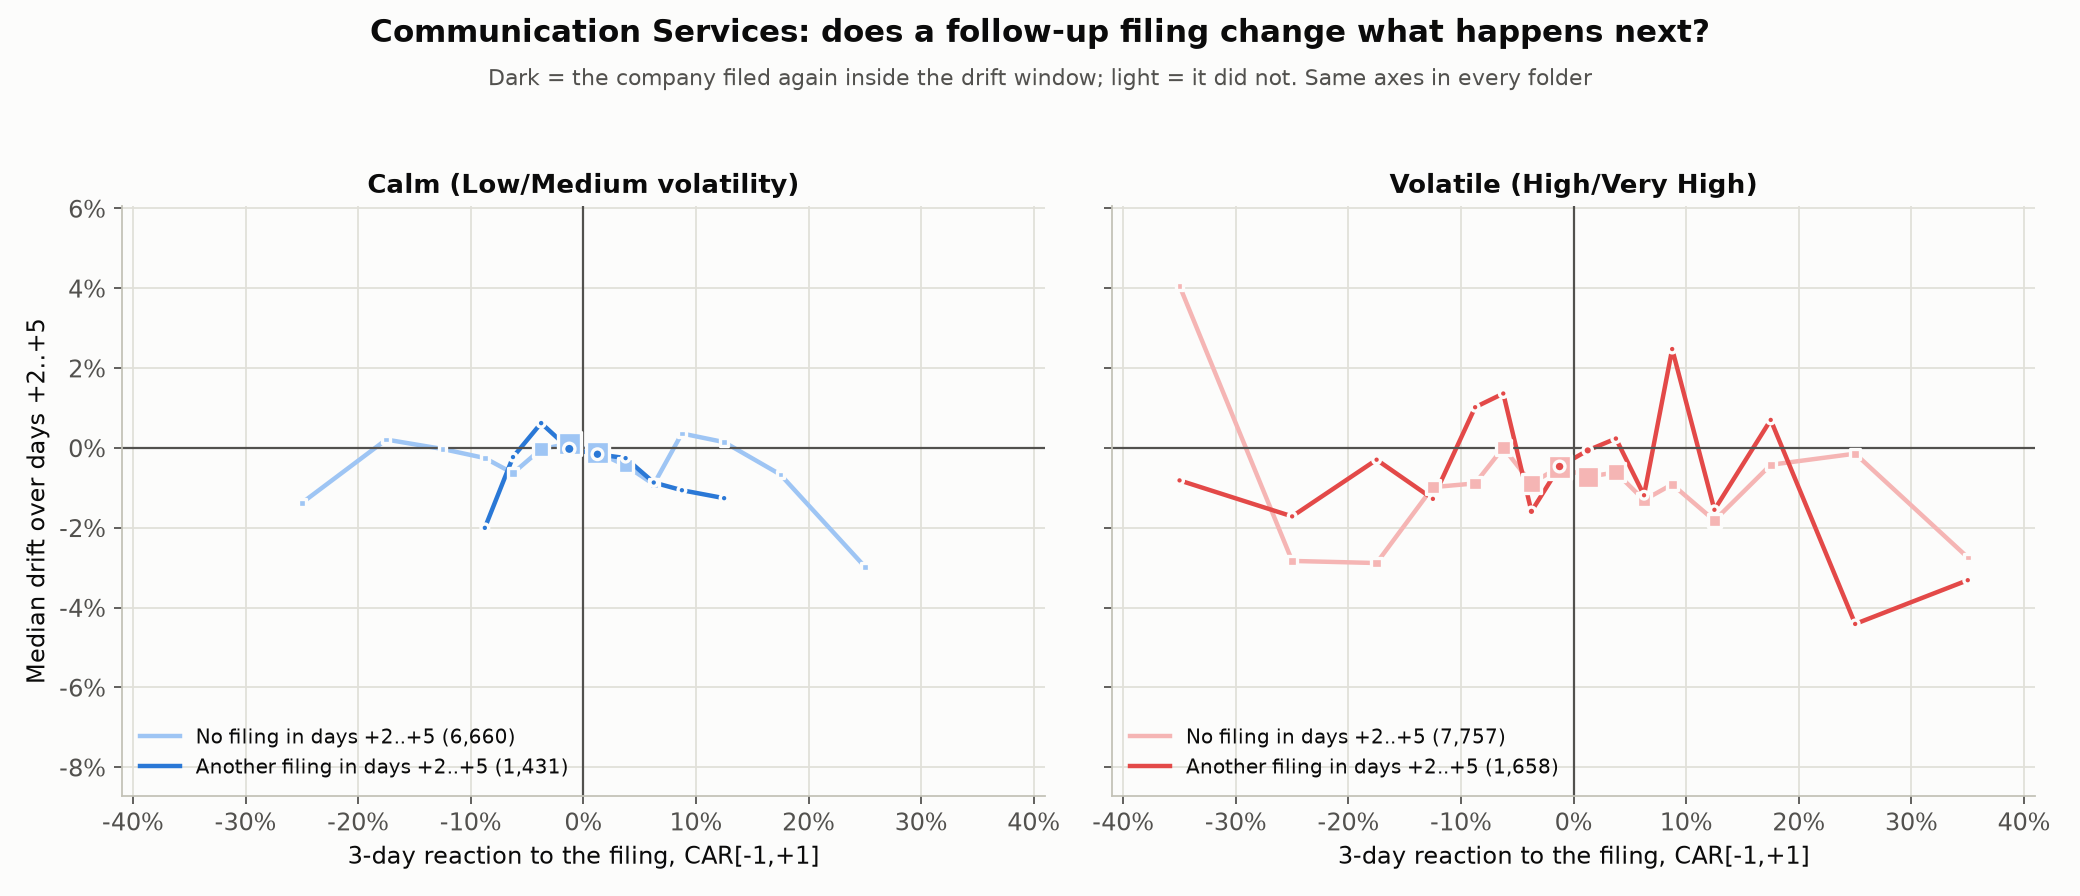 Communication Services: does a follow-up filing change what happens next?
Dark = the company filed again inside the drift window; light = it did not. Same axes in every folder
Calm (Low/Medium volatility)
Volatile (High/Very High)
Median drift over days +2..+5
6%
4%
2%
0%
-2%
-4%
-6%
-8%
No filing in days +2..+5 (6,660)
Another filing in days +2..+5 (1,431)
No filing in days +2..+5 (7,757)
Another filing in days +2..+5 (1,658)
-40% -30% -20% -10% 0% 10% 20% 30% 40%
-40% -30% -20% -10% 0% 10% 20% 30% 40%
3-day reaction to the filing, CAR[-1,+1]
3-day reaction to the filing, CAR[-1,+1]